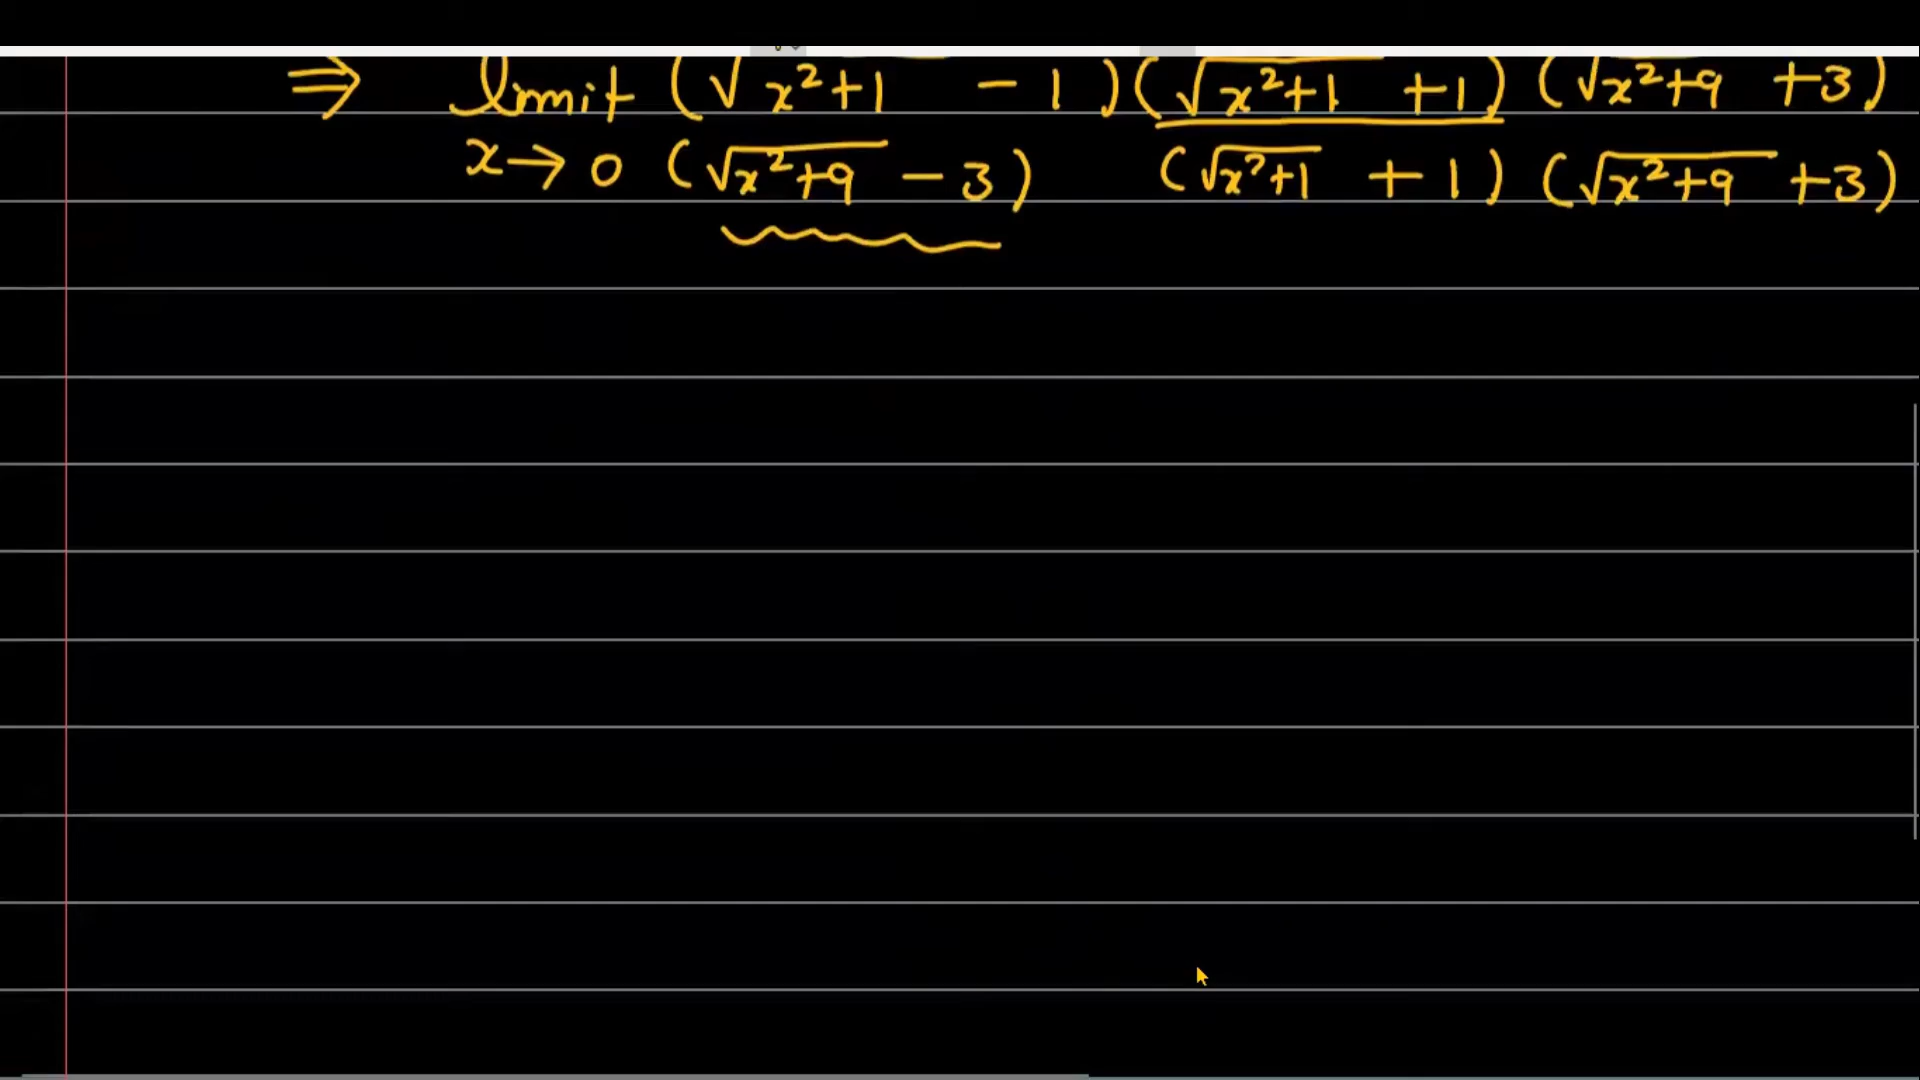 ⇒ limit (√x²+1 - 1) (√x²+1 + 1) (√x²+9 + 3)
x→0 (√x²+9 - 3) (√x²+1 + 1) (√x²+9 + 3)